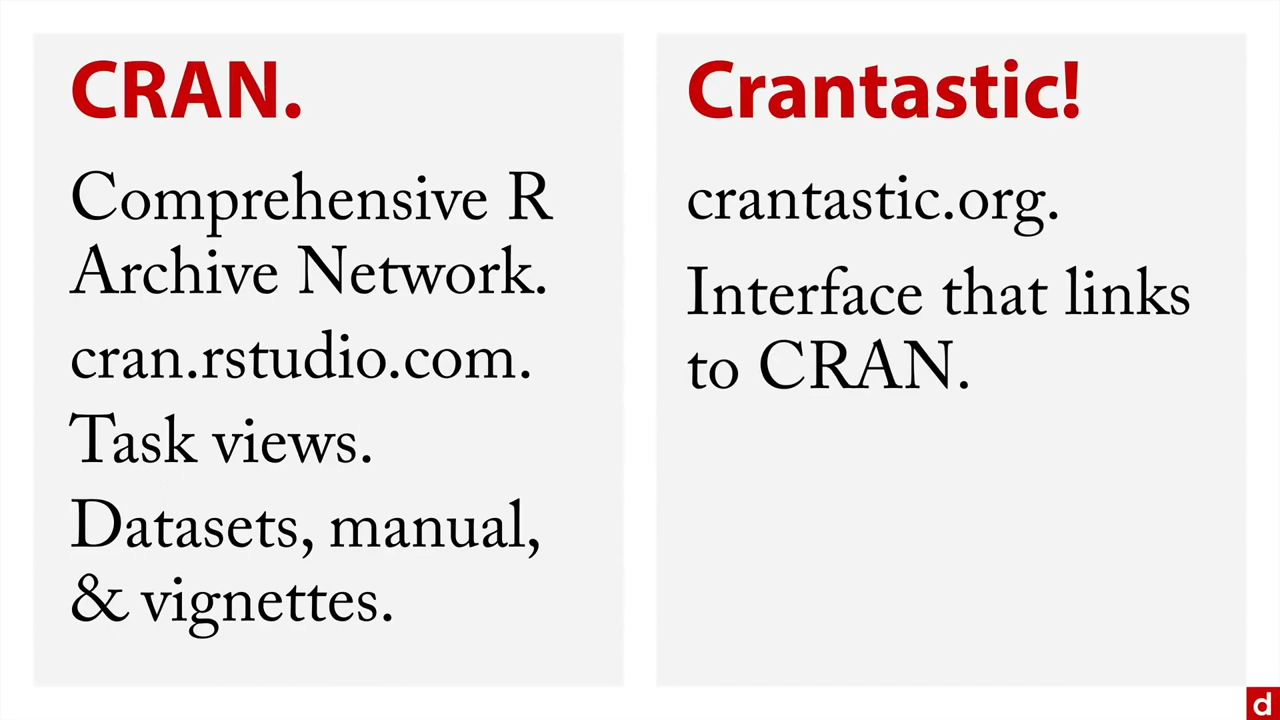 CRAN.
Comprehensive R
Archive Network.
cran.rstudio.com.
Task views.
Datasets, manual,
& vignettes.
Crantastic!
crantastic.org.
Interface that links
to CRAN.
d